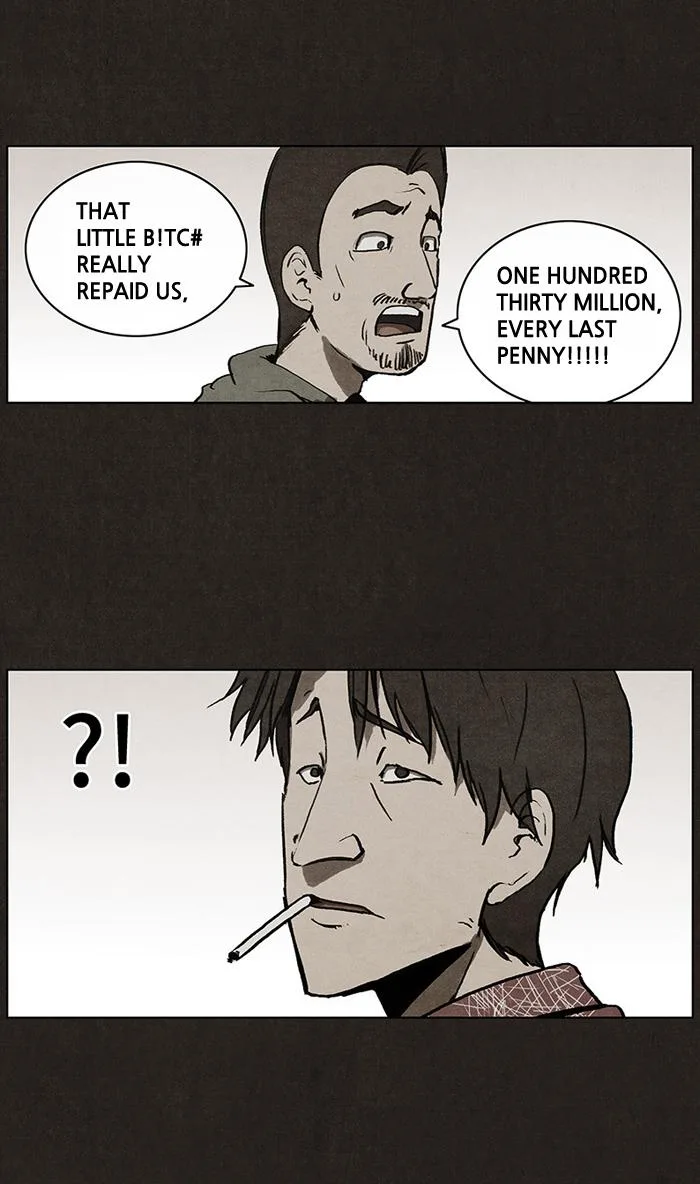 THAT
LITTLE B!TC#
REALLY
REPAID US,
ONE HUNDRED
THIRTY MILLION,
EVERY LAST
PENNY!!!!!
?!